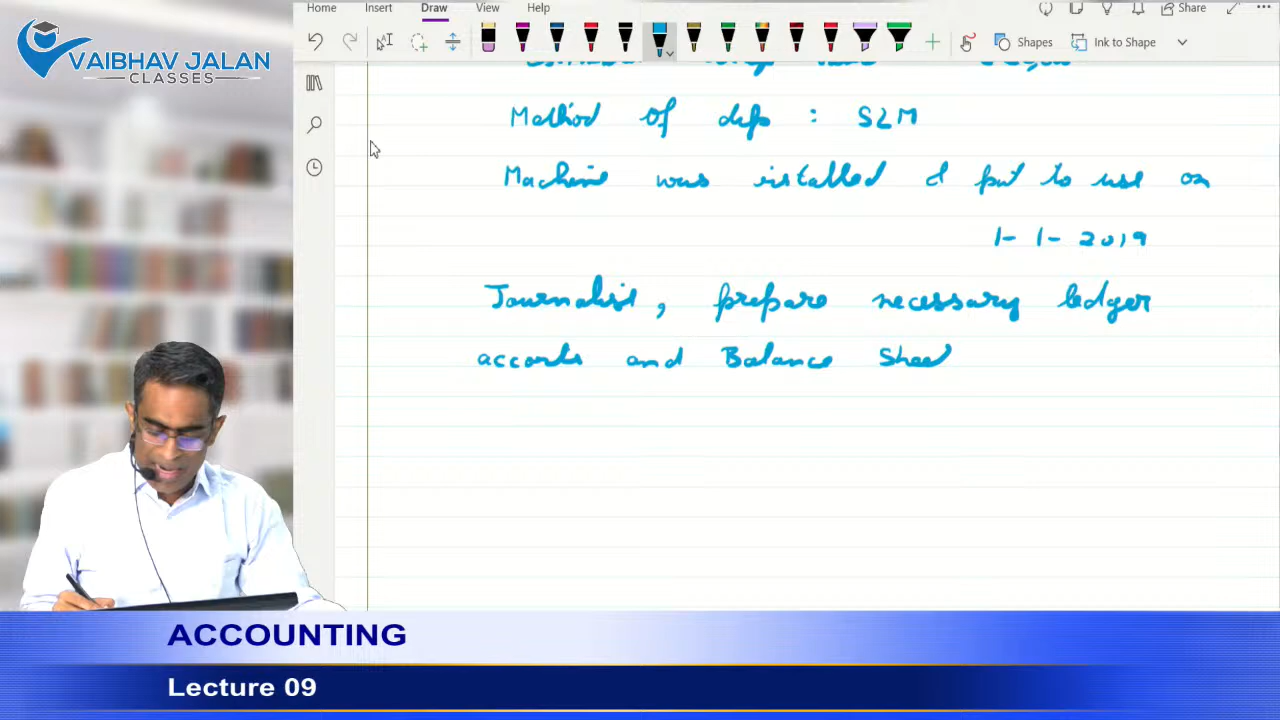 Home Insert Draw View Help
Share
VAIBHAV JALAN
CLASSES
Shapes
Ink to Shape
Method of dep : SLM
Machine was installed & put to use on
1-1-2019
Journalise, prepare necessary ledger
accounts and Balance Sheet
ACCOUNTING
Lecture 09